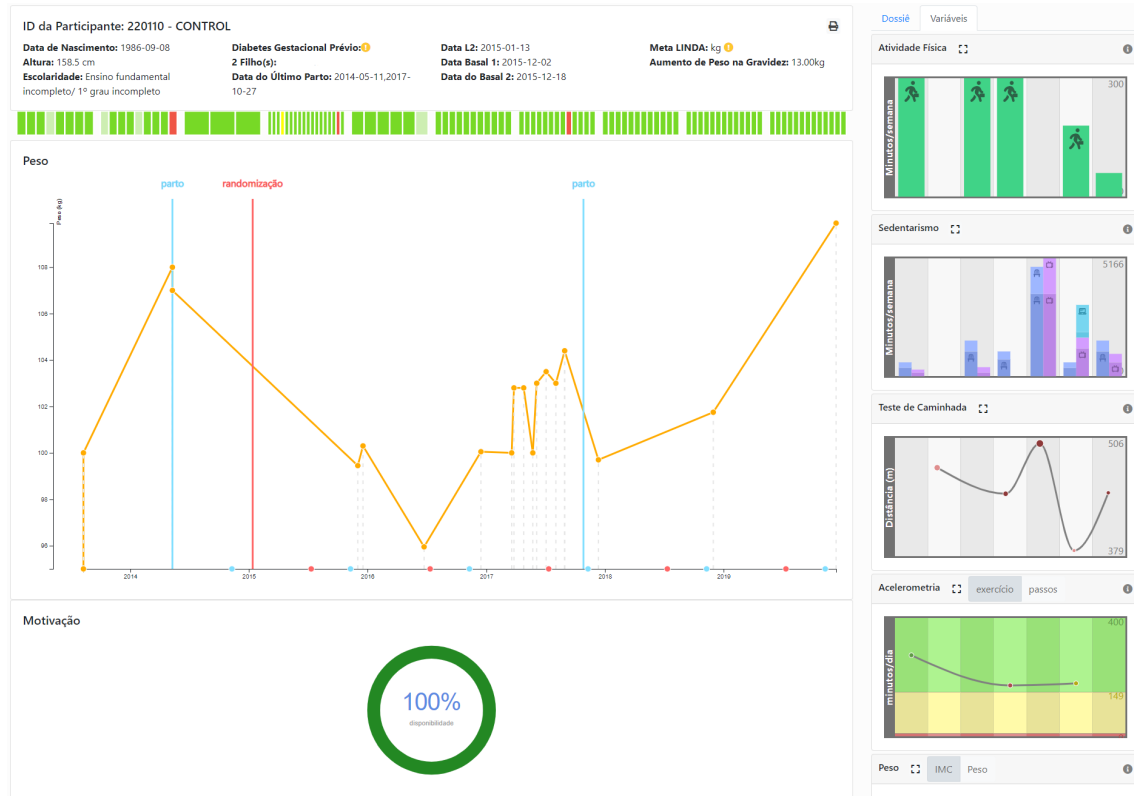 ID da Participante: 220110 - CONTROL
Data de Nascimento: 1986-09-08
Altura: 158.5 cm
Escolaridade: Ensino fundamental
incompleto/ 1º grau incompleto
Diabetes Gestacional Prévio:
2 Filho(s):
Data do Último Parto: 2014-05-11,2017-
10-27
Data L2: 2015-01-13
Data Basal 1: 2015-12-02
Data do Basal 2: 2015-12-18
Meta LINDA: kg
Aumento de Peso na Gravidez: 13.00kg
Peso
parto
randomização
parto
Peso (kg)
108
106
104
102
100
98
96
2014
2015
2016
2017
2018
2019
Motivação
100%
disponibilidade
Dossiê
Variáveis
Atividade Física
Minutos/semana
300
Sedentarismo
Minutos/semana
5166
Teste de Caminhada
Distância (m)
506
379
Acelerometria
exercício
passos
minutos/dia
400
149
Peso
IMC
Peso